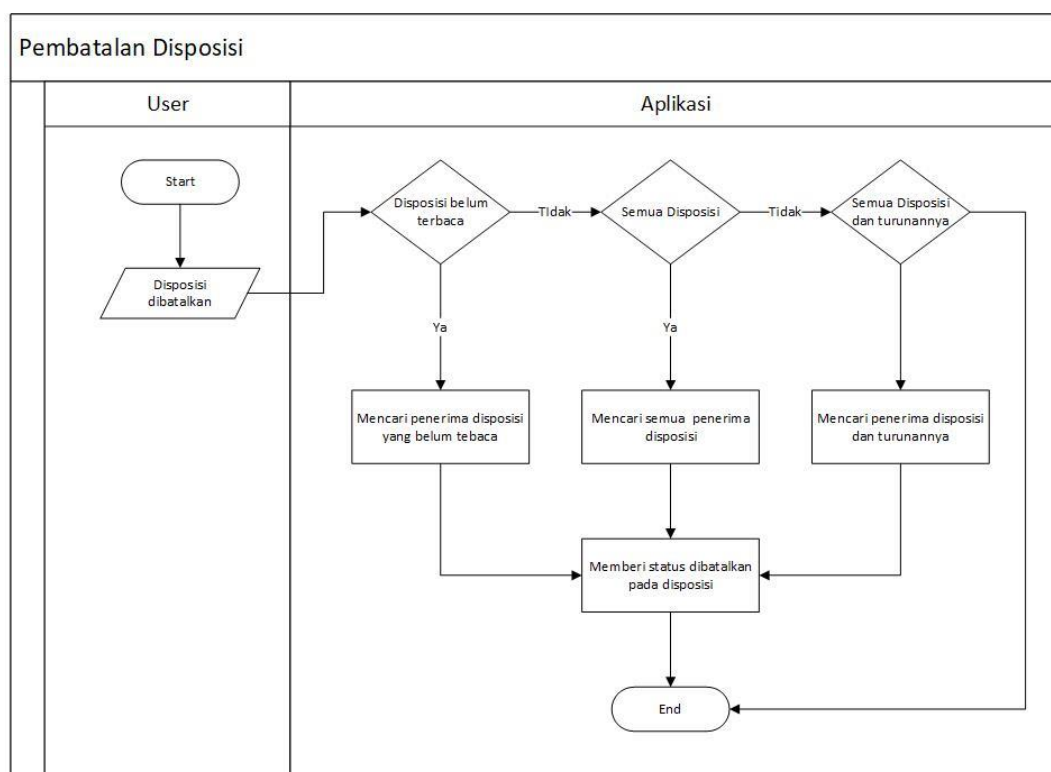 Pembatalan Disposisi
User
Aplikasi
Start
Disposisi
dibatalkan
Disposisi belum
terbaca
TIdak
Semua Disposisi
Tidak
Semua Disposisi
dan turunannya
Ya
Ya
Mencari penerima disposisi
yang belum tebaca
Mencari semua penerima
disposisi
Mencari penerima disposisi
dan turunannya
Memberi status dibatalkan
pada disposisi
End